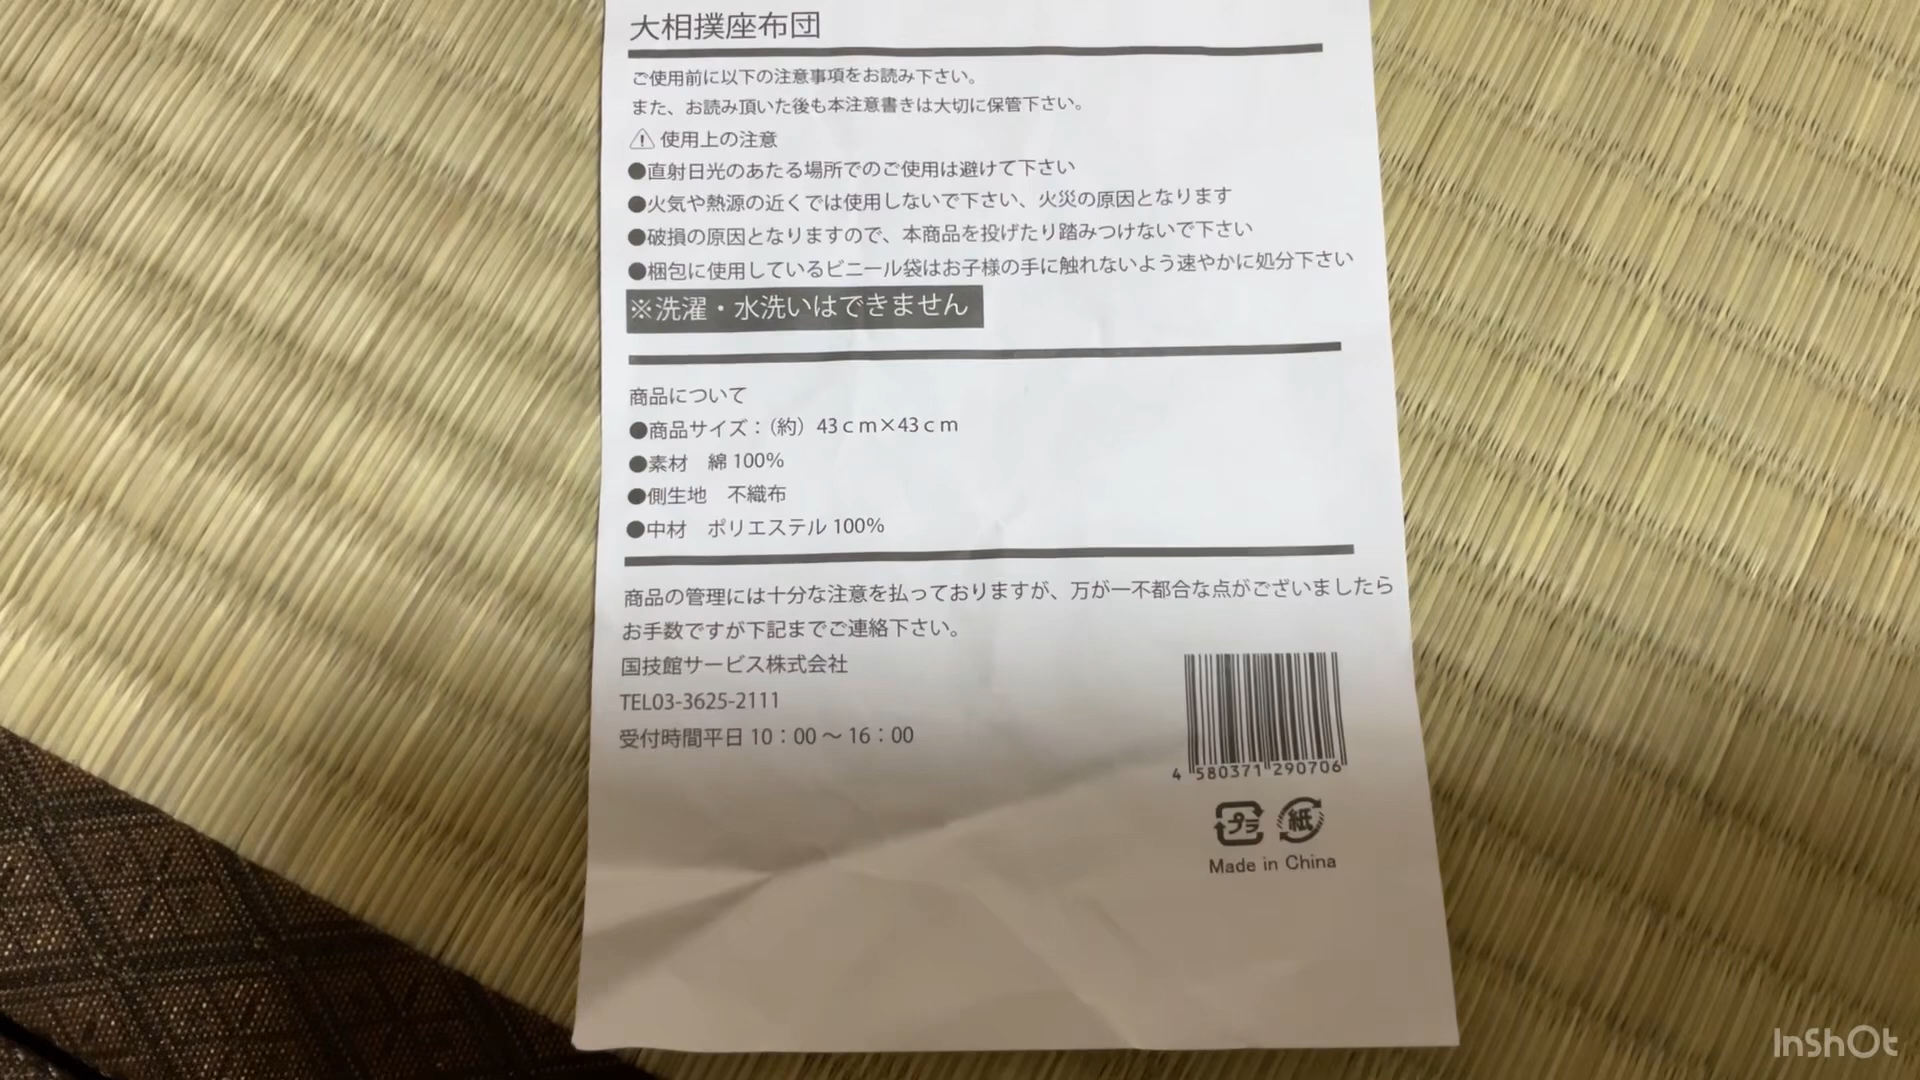 大相撲座布団
ご使用前に以下の注意事項をお読み下さい。
また、お読み頂いた後も本注意書きは大切に保管下さい。
使用上の注意
●直射日光のあたる場所でのご使用は避けて下さい
●火気や熱源の近くでは使用しないで下さい、火災の原因となります
●破損の原因となりますので、本商品を投げたり踏みつけないで下さい
●梱包に使用しているビニール袋はお子様の手に触れないよう速やかに処分下さい
※洗濯・水洗いはできません
商品について
●商品サイズ：（約）43ｃｍ×43ｃｍ
●素材　綿 100%
●側生地　不織布
●中材　ポリエステル 100%
商品の管理には十分な注意を払っておりますが、万が一不都合な点がございましたら
お手数ですが下記までご連絡下さい。
国技館サービス株式会社
TEL03-3625-2111
受付時間平日 10：00 ～ 16：00
4 580371 290706
プラ 紙
Made in China
InShOt